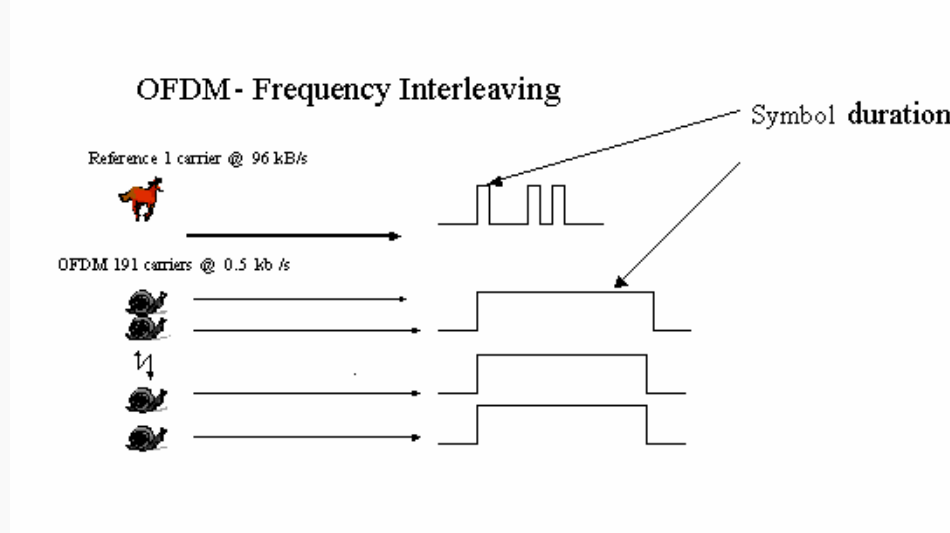 OFDM - Frequency Interleaving
Symbol duration
Reference 1 carrier @ 96 kB/s
OFDM 191 carriers @ 0.5 kb /s